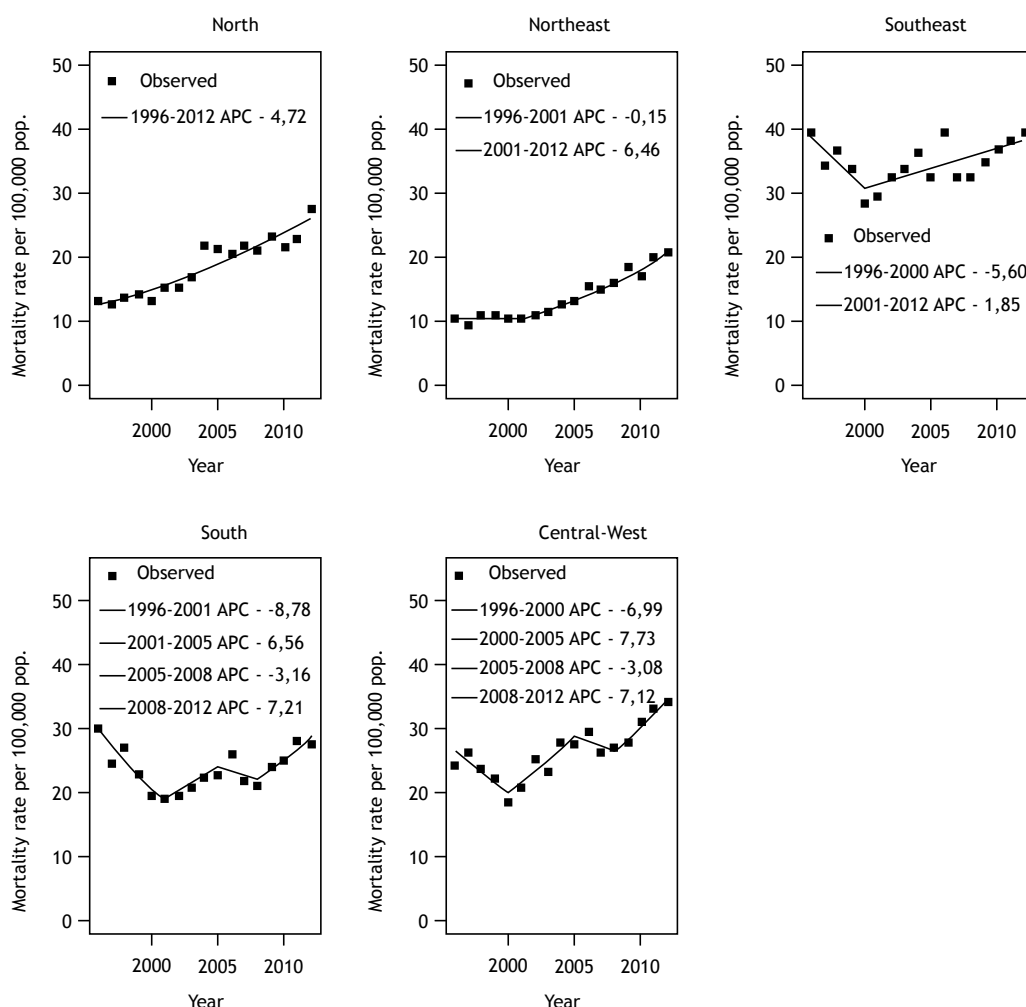 North
Mortality rate per 100,000 pop.
50
40
30
20
10
0
Observed
1996-2012 APC - 4,72
2000 2005 2010
Year
Northeast
Mortality rate per 100,000 pop.
50
40
30
20
10
0
Observed
1996-2001 APC - -0,15
2001-2012 APC - 6,46
2000 2005 2010
Year
Southeast
Mortality rate per 100,000 pop.
50
40
30
20
10
0
Observed
1996-2000 APC - -5,60
2001-2012 APC - 1,85
2000 2005 2010
Year
South
Mortality rate per 100,000 pop.
50
40
30
20
10
0
Observed
1996-2001 APC - -8,78
2001-2005 APC - 6,56
2005-2008 APC - -3,16
2008-2012 APC - 7,21
2000 2005 2010
Year
Central-West
Mortality rate per 100,000 pop.
50
40
30
20
10
0
Observed
1996-2000 APC - -6,99
2000-2005 APC - 7,73
2005-2008 APC - -3,08
2008-2012 APC - 7,12
2000 2005 2010
Year